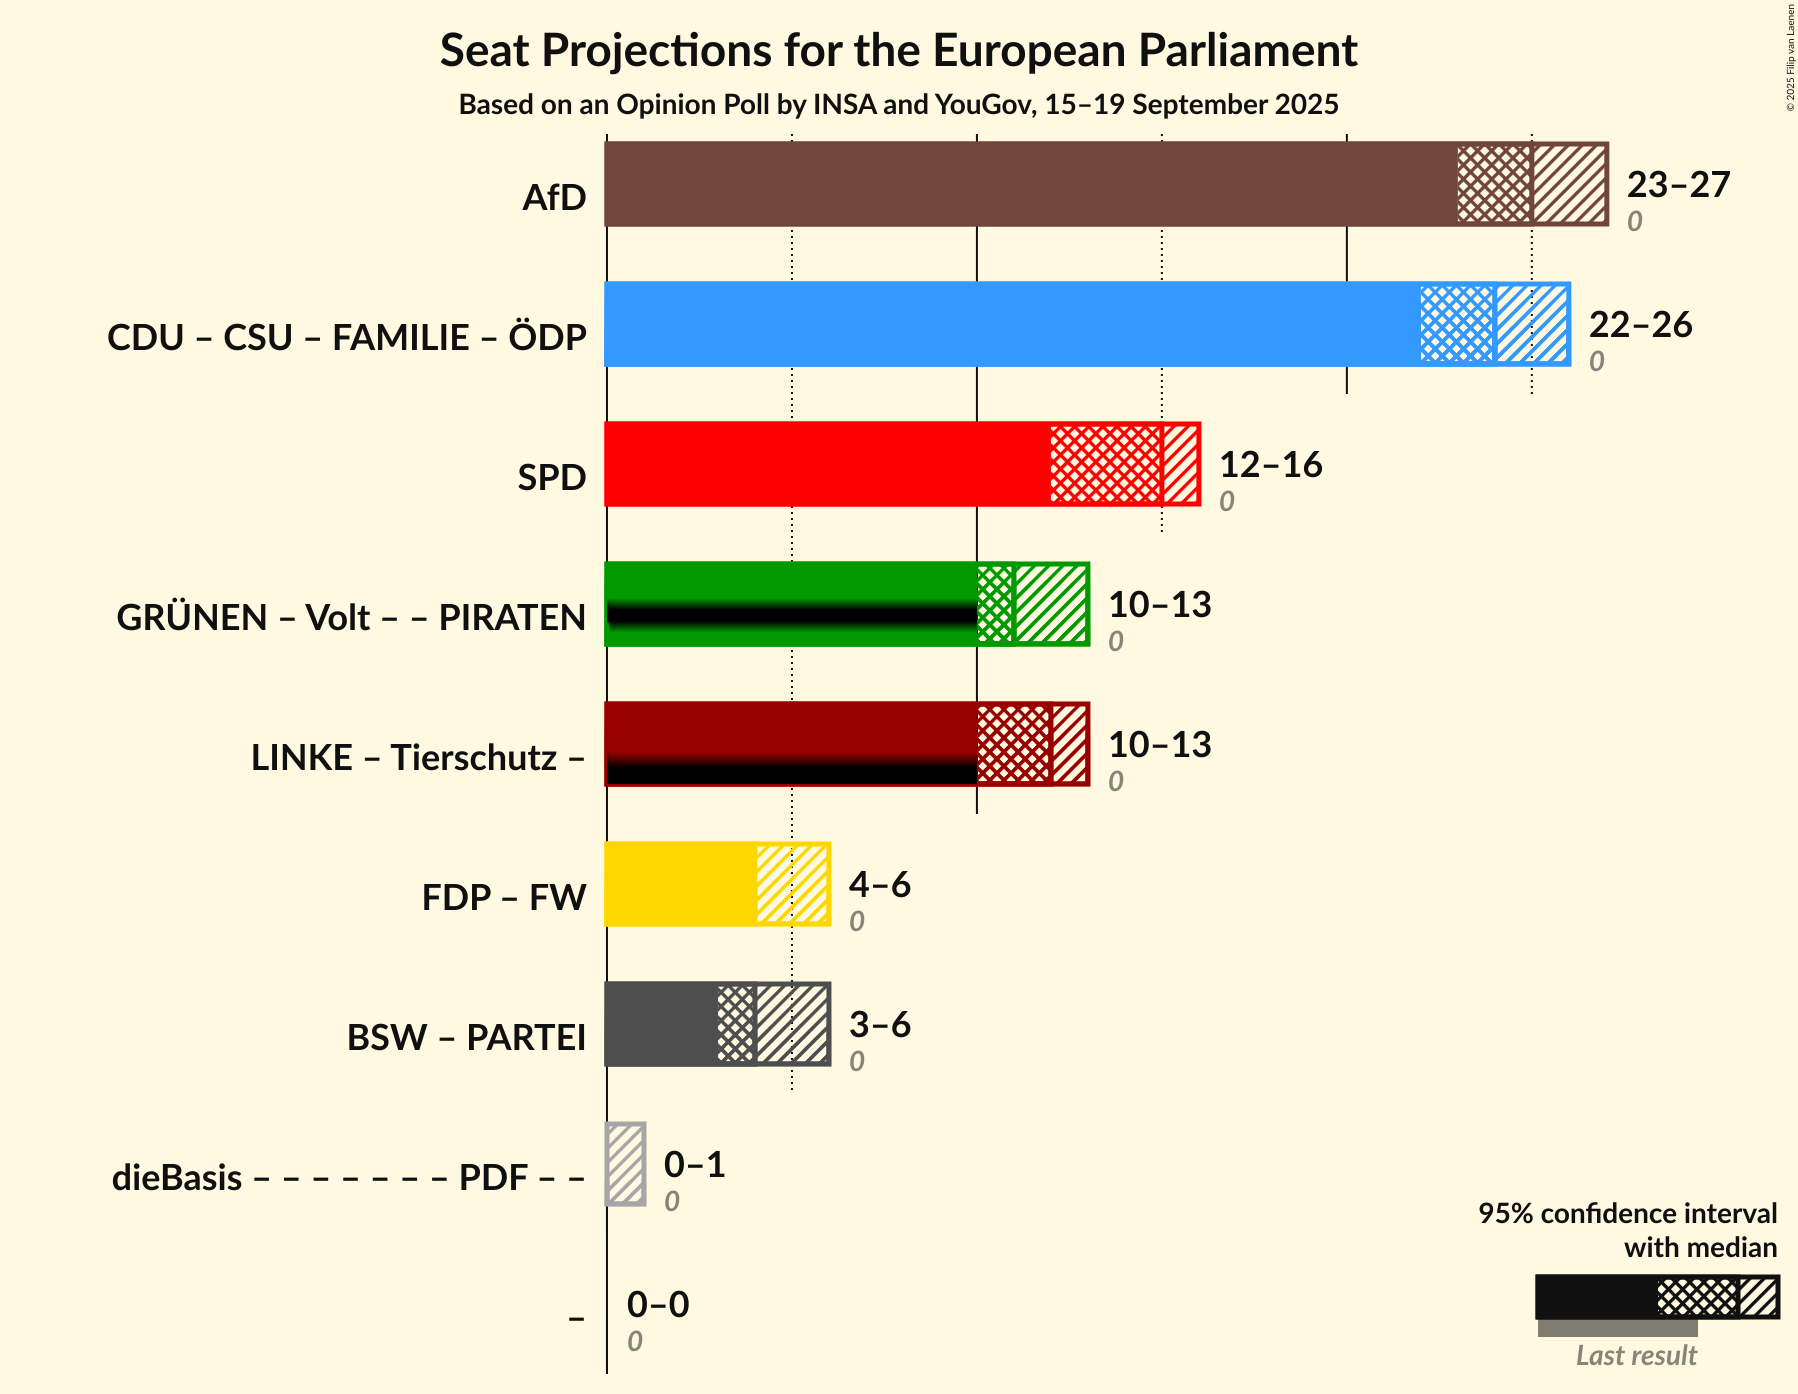 Seat Projections for the European Parliament
Based on an Opinion Poll by INSA and YouGov, 15–19 September 2025
© 2025 Filip van Laenen
AfD
23–27
0
CDU – CSU – FAMILIE – ÖDP
22–26
0
SPD
12–16
0
GRÜNEN – Volt – – PIRATEN
10–13
0
LINKE – Tierschutz –
10–13
0
FDP – FW
4–6
0
BSW – PARTEI
3–6
0
dieBasis – – – – – – – PDF – –
0–1
0
–
0–0
0
95% confidence interval
with median
Last result